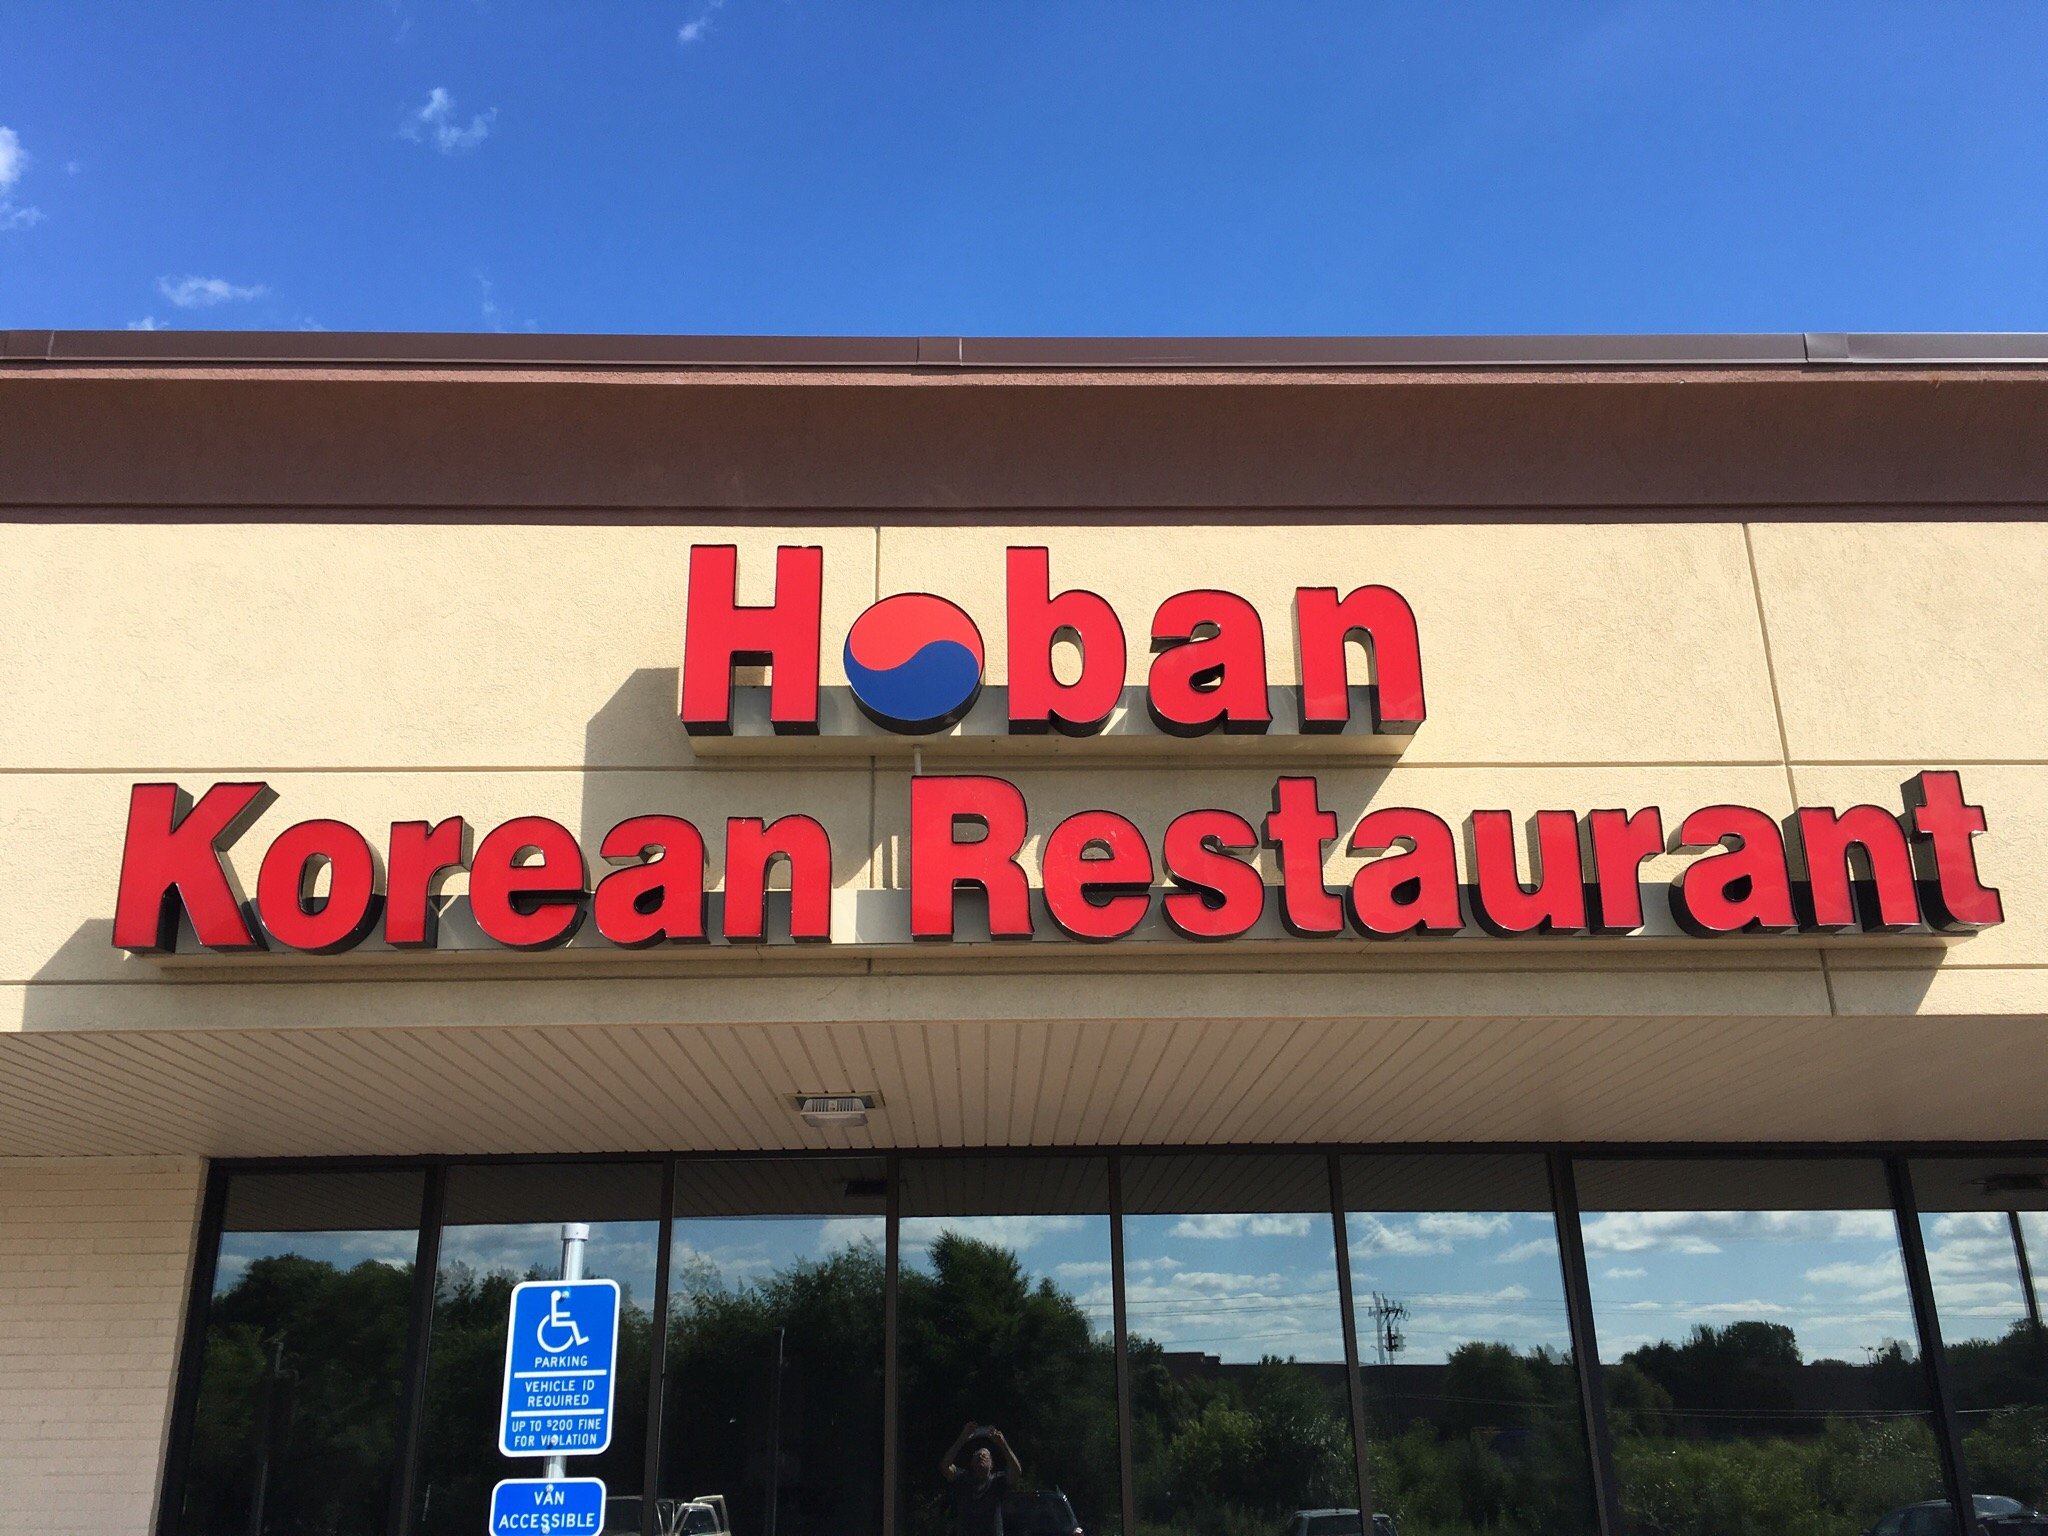 Hoban
Korean Restaurant
PARKING
VEHICLE ID
REQUIRED
UP TO $200 FINE
FOR VIOLATION
VAN
ACCESSIBLE